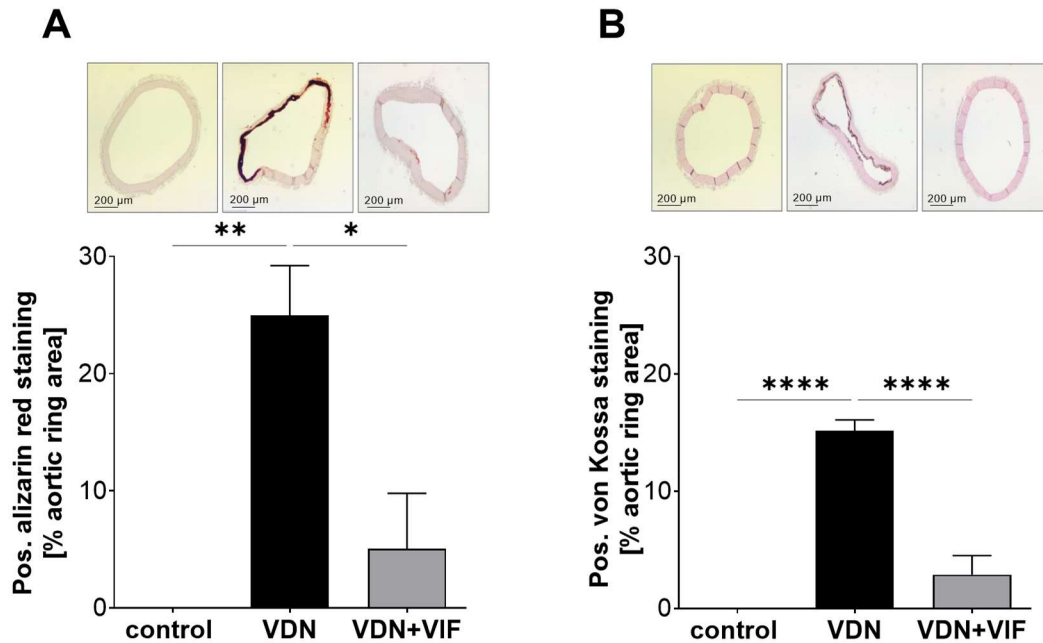 A
200 µm
200 µm
200 µm
** *
Pos. alizarin red staining
[% aortic ring area]
30
20
10
0
control VDN VDN+VIF
B
200 µm
200 µm
200 µm
**** ****
Pos. von Kossa staining
[% aortic ring area]
30
20
10
0
control VDN VDN+VIF